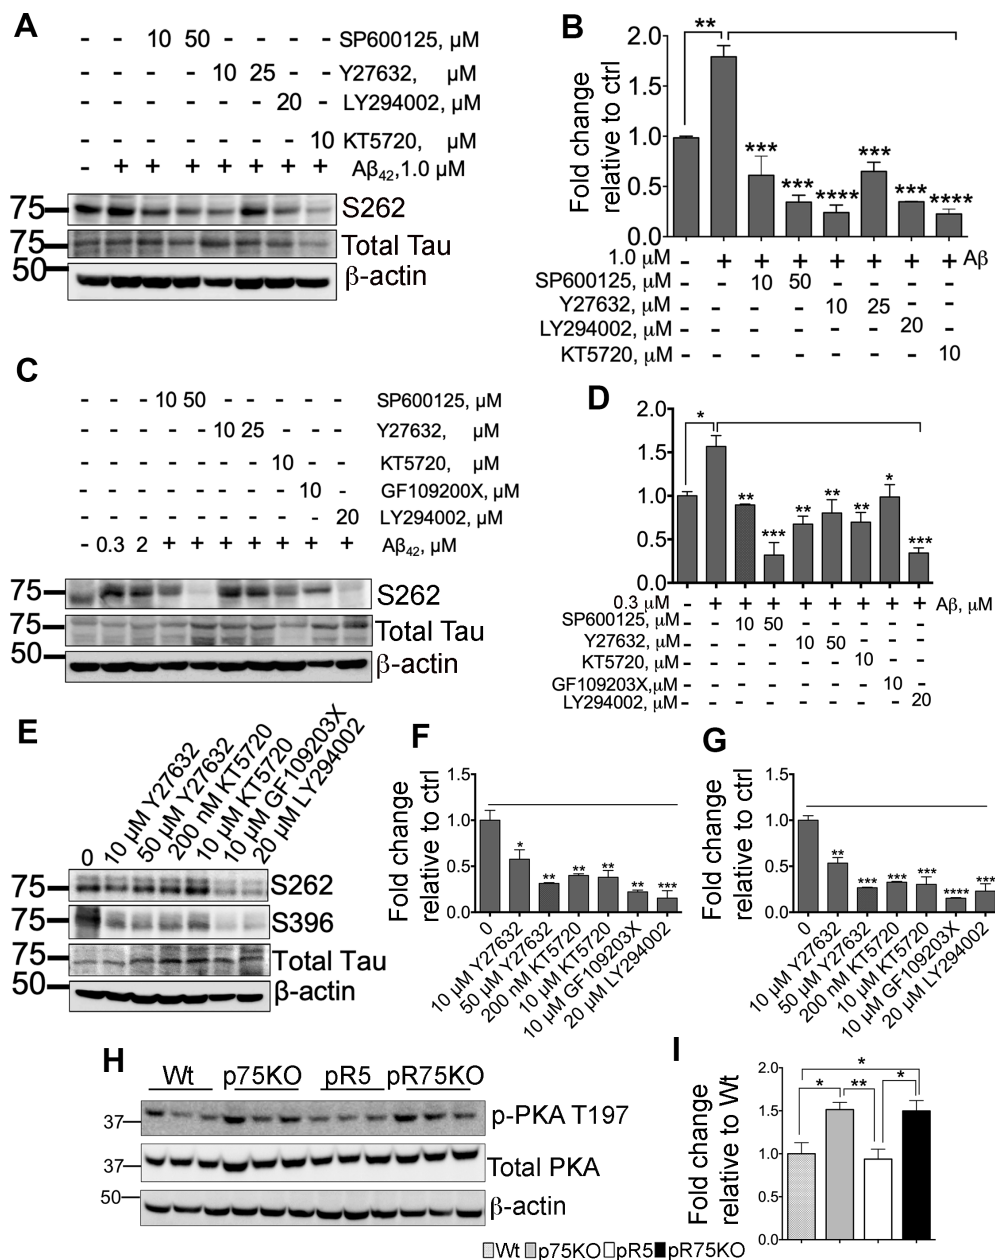 A
- - 10 50 - - - - SP600125, µM
- - - - 10 25 - - Y27632, µM
- - - - - - 20 - LY294002, µM
- - - - - - - 10 KT5720, µM
- + + + + + + + Aβ42,1.0 µM
75 S262
75 Total Tau
50 β-actin
B
Fold change relative to ctrl
2.0
1.5
1.0
0.5
0.0
** *** *** **** *** *** ****
1.0 µM - + + + + + + + Aβ
SP600125, µM - - 10 50 - - - -
Y27632, µM - - - - 10 25 - -
LY294002, µM - - - - - - 20 -
KT5720, µM - - - - - - - 10
C
- - - 10 50 - - - - - SP600125, µM
- - - - - 10 25 - - - Y27632, µM
- - - - - - - 10 - - KT5720, µM
- - - - - - - - 10 - GF109200X, µM
- - - - - - - - - 20 LY294002, µM
- 0.3 2 + + + + + + + Aβ42, µM
75 S262
75 Total Tau
50 β-actin
D
2.0
1.5
1.0
0.5
0.0
* ** *** ** ** ** * ***
0.3 µM - + + + + + + + + Aβ, µM
SP600125, µM - - 10 50 - - - - -
Y27632, µM - - - - 10 50 - - -
KT5720, µM - - - - - - 10 - -
GF109203X,µM - - - - - - - 10 -
LY294002, µM - - - - - - - - 20
E
0
10 µM Y27632
50 µM Y27632
200 nM KT5720
10 µM KT5720
10 µM GF109203X
20 µM LY294002
75 S262
75 S396
75 Total Tau
50 β-actin
F
Fold change relative to ctrl
1.5
1.0
0.5
0.0
* ** ** ** ** ***
0
10 µM Y27632
50 µM Y27632
200 nM KT5720
10 µM KT5720
10 µM GF109203X
20 µM LY294002
G
Fold change relative to ctrl
1.5
1.0
0.5
0.0
** *** *** *** **** ***
0
10 µM Y27632
50 µM Y27632
200 nM KT5720
10 µM KT5720
10 µM GF109203X
20 µM LY294002
H
Wt p75KO pR5 pR75KO
37 p-PKA T197
37 Total PKA
50 β-actin
I
Fold change relative to Wt
2.0
1.5
1.0
0.5
0.0
*
* ** *
Wt p75KO pR5 pR75KO